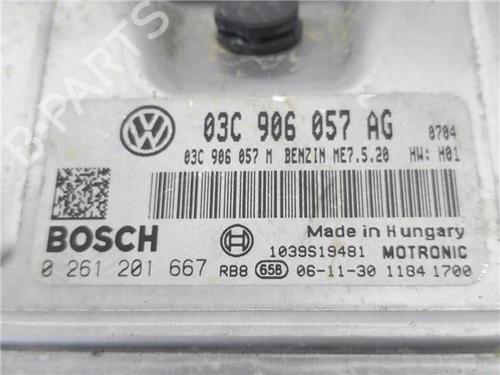 B-PARTS
03C 906 057 AG 0704
03C 906 057 M BENZIN ME7.5.20 HW: H01
BOSCH
Made in Hungary
1039S19481 MOTRONIC
0 261 201 667 RB8 65B 06-11-30 1184 1700